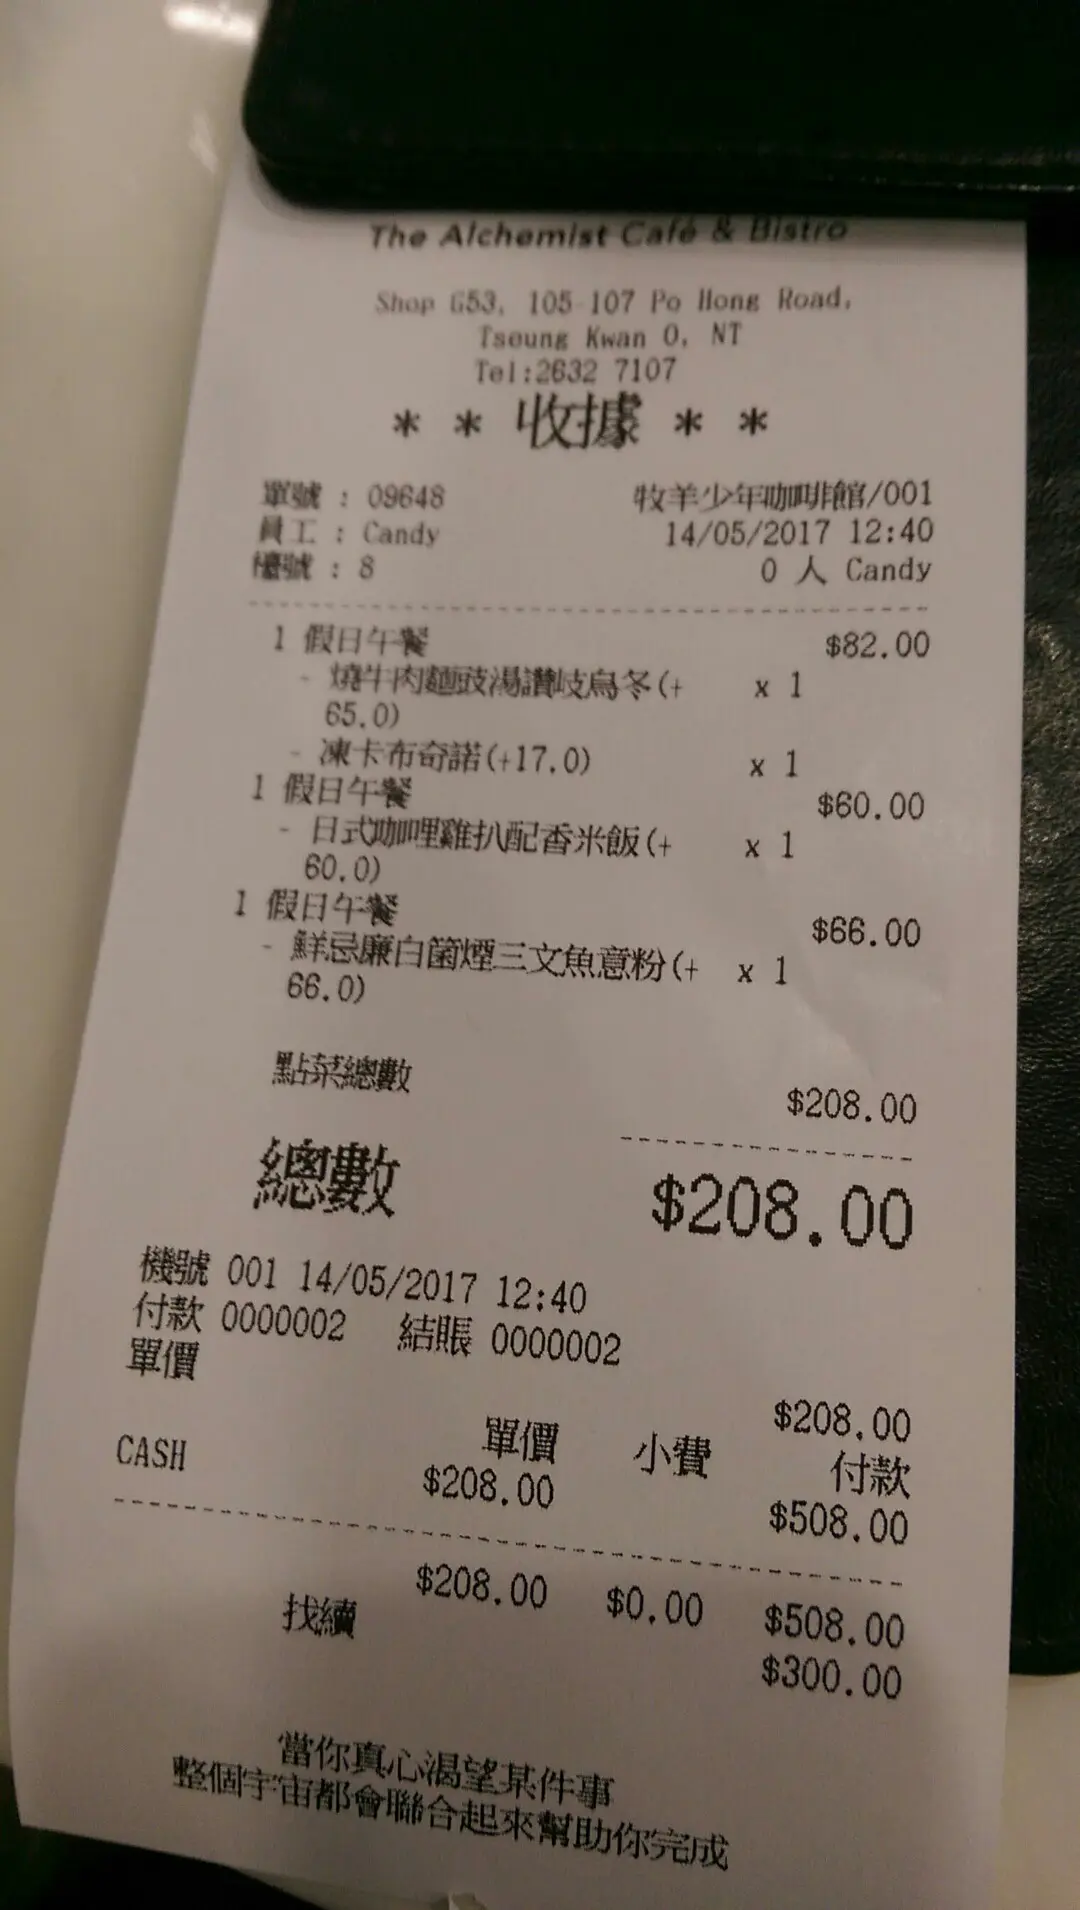 The Alchemist Café & Bistro
Shop G53, 105-107 Po Hong Road,
Tseung Kwan O, NT
Tel:2632 7107
* * 收據 * *
單號 : 09648 牧羊少年咖啡館/001
員工 : Candy 14/05/2017 12:40
檯號 : 8 0 人 Candy
1 假日午餐 $82.00
- 燒牛肉麵豉湯讚岐烏冬(+ x 1
65.0)
- 凍卡布奇諾(+17.0) x 1
1 假日午餐 $60.00
- 日式咖哩雞扒配香米飯(+ x 1
60.0)
1 假日午餐 $66.00
- 鮮忌廉白菌煙三文魚意粉(+ x 1
66.0)
點菜總數 $208.00
總數 $208.00
機號 001 14/05/2017 12:40
付款 0000002 結賬 0000002
單價 $208.00
單價 小費 付款
CASH $208.00 $508.00
$208.00 $0.00 $508.00
找續 $300.00
當你真心渴望某件事
整個宇宙都會聯合起來幫助你完成